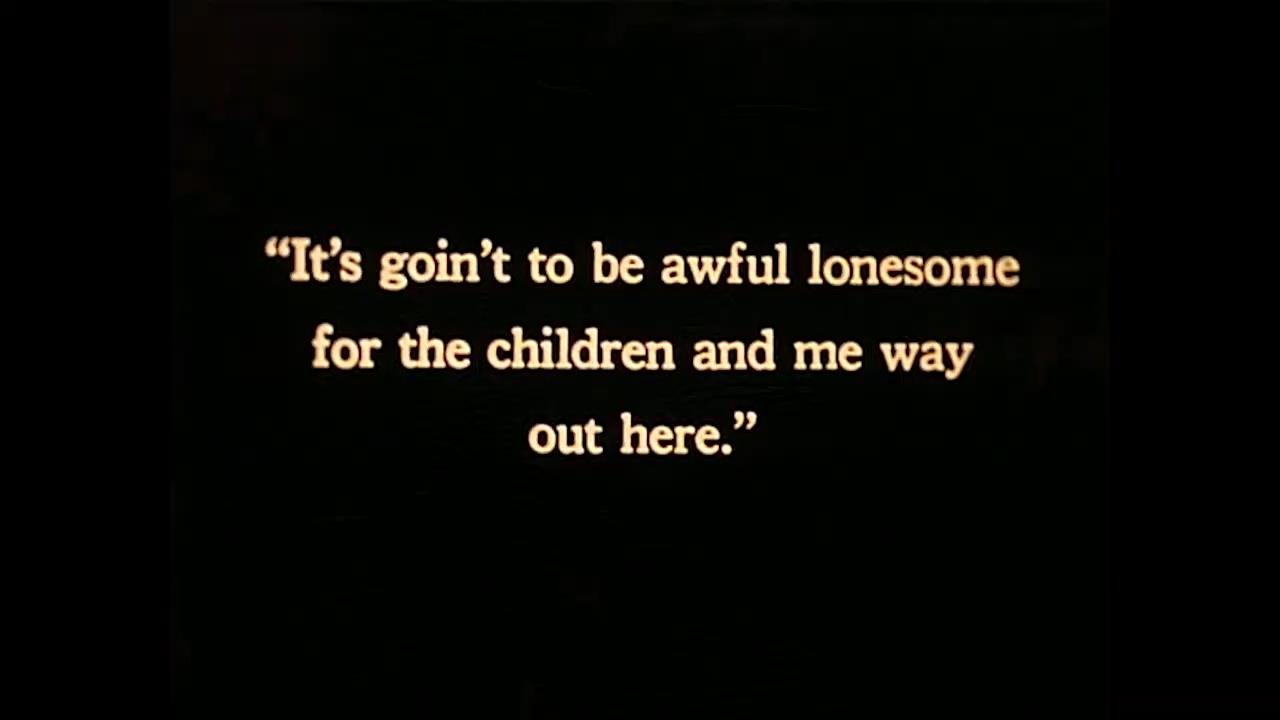 “It’s goin’t to be awful lonesome
for the children and me way
out here.”